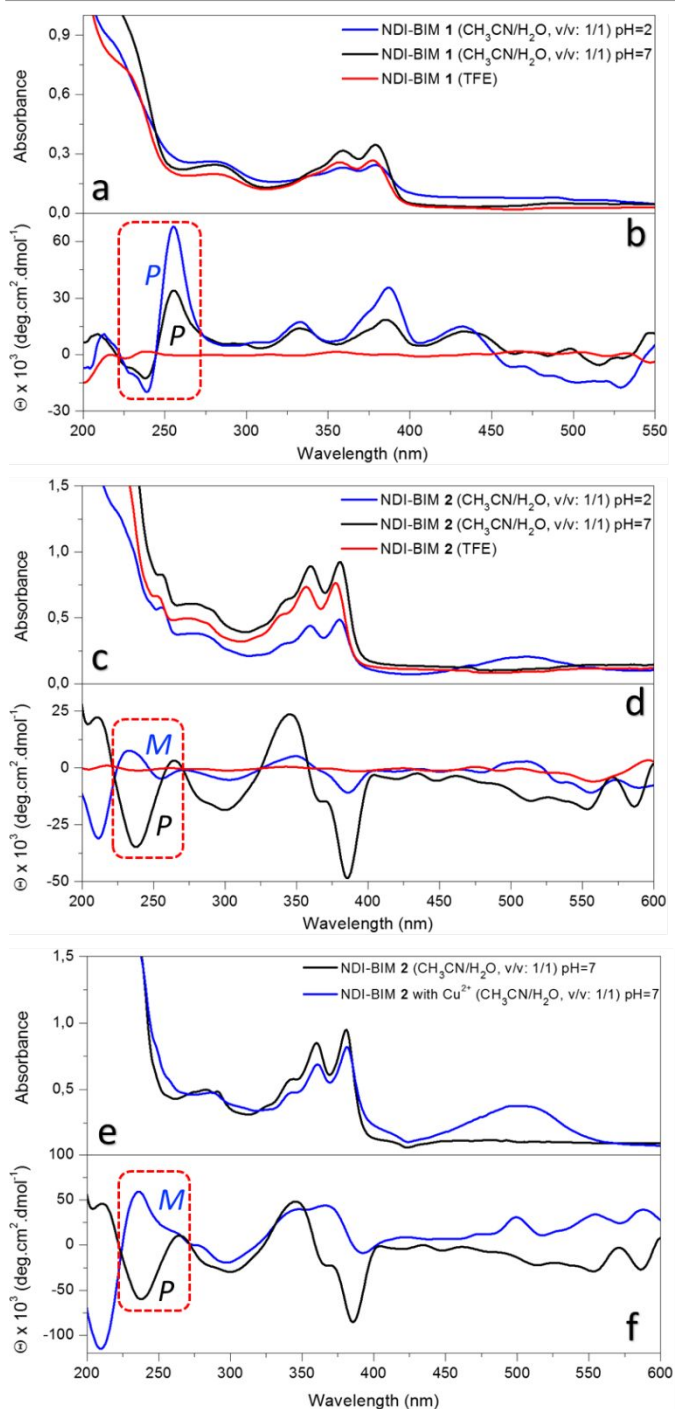 NDI-BIM 1 (CH₃CN/H₂O, v/v: 1/1) pH=2
NDI-BIM 1 (CH₃CN/H₂O, v/v: 1/1) pH=7
NDI-BIM 1 (TFE)
0,9
0,6
0,3
0,0
Absorbance
a
b
60
30
0
-30
Θ x 10³ (deg.cm².dmol⁻¹)
P
P
200 250 300 350 400 450 500 550
Wavelength (nm)
NDI-BIM 2 (CH₃CN/H₂O, v/v: 1/1) pH=2
NDI-BIM 2 (CH₃CN/H₂O, v/v: 1/1) pH=7
NDI-BIM 2 (TFE)
1,5
1,0
0,5
0,0
Absorbance
c
d
25
0
-25
-50
Θ x 10³ (deg.cm².dmol⁻¹)
M
P
200 250 300 350 400 450 500 550 600
Wavelength (nm)
NDI-BIM 2 (CH₃CN/H₂O, v/v: 1/1) pH=7
NDI-BIM 2 with Cu²⁺ (CH₃CN/H₂O, v/v: 1/1) pH=7
1,5
1,0
0,5
Absorbance
e
100
50
0
-50
-100
Θ x 10³ (deg.cm².dmol⁻¹)
M
P
f
200 250 300 350 400 450 500 550 600
Wavelength (nm)